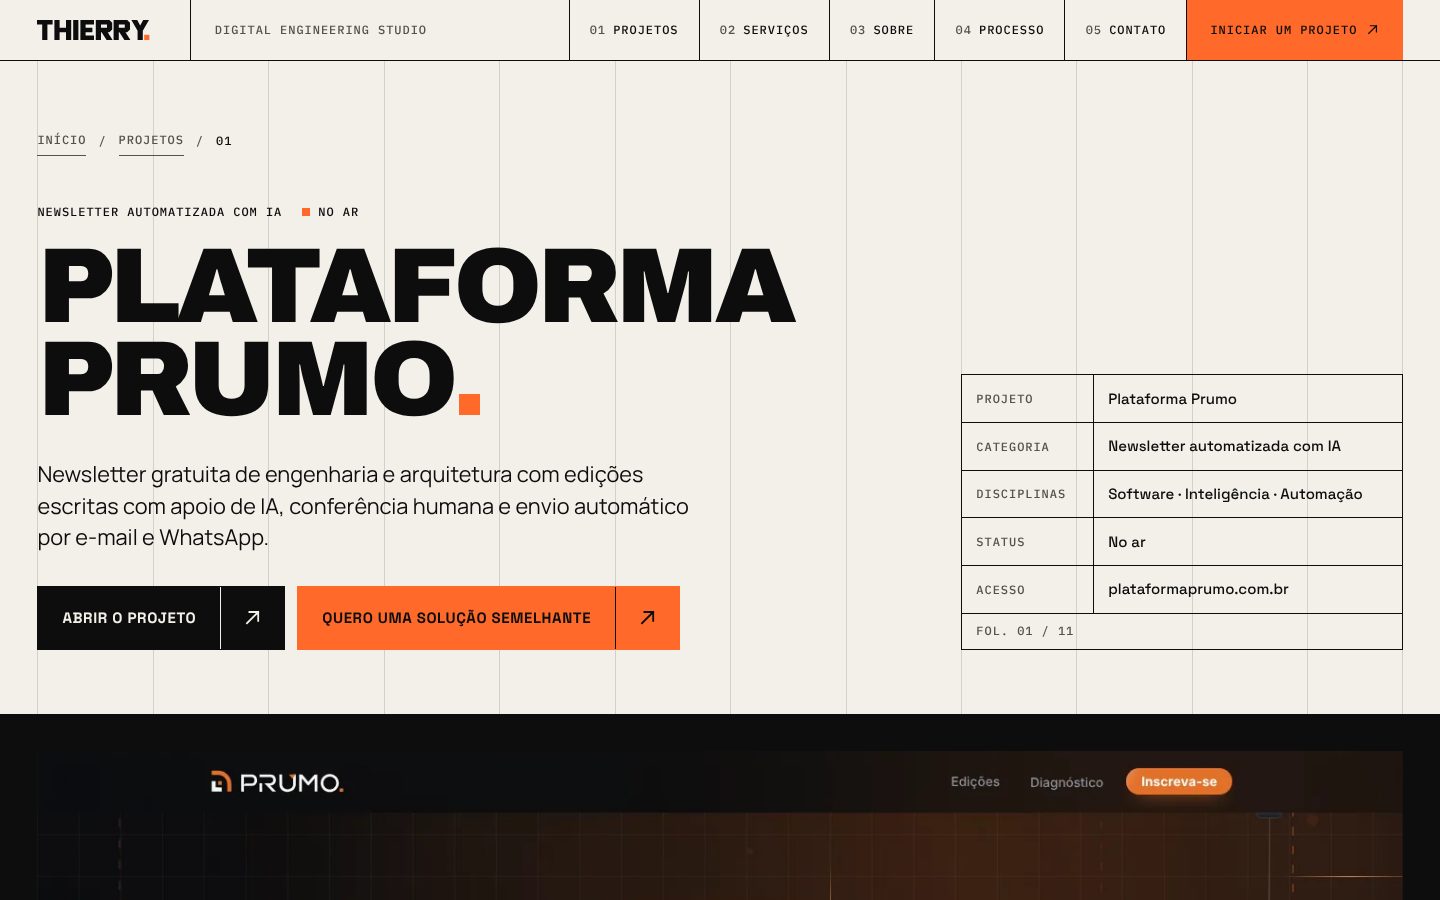 THIERRY.
DIGITAL ENGINEERING STUDIO
01 PROJETOS
02 SERVIÇOS
03 SOBRE
04 PROCESSO
05 CONTATO
INICIAR UM PROJETO
INÍCIO / PROJETOS / 01
NEWSLETTER AUTOMATIZADA COM IA NO AR
PLATAFORMA
PRUMO.
Newsletter gratuita de engenharia e arquitetura com edições
escritas com apoio de IA, conferência humana e envio automático
por e-mail e WhatsApp.
ABRIR O PROJETO
QUERO UMA SOLUÇÃO SEMELHANTE
PROJETO Plataforma Prumo
CATEGORIA Newsletter automatizada com IA
DISCIPLINAS Software · Inteligência · Automação
STATUS No ar
ACESSO plataformaprumo.com.br
FOL. 01 / 11
PRUMO.
Edições
Diagnóstico
Inscreva-se